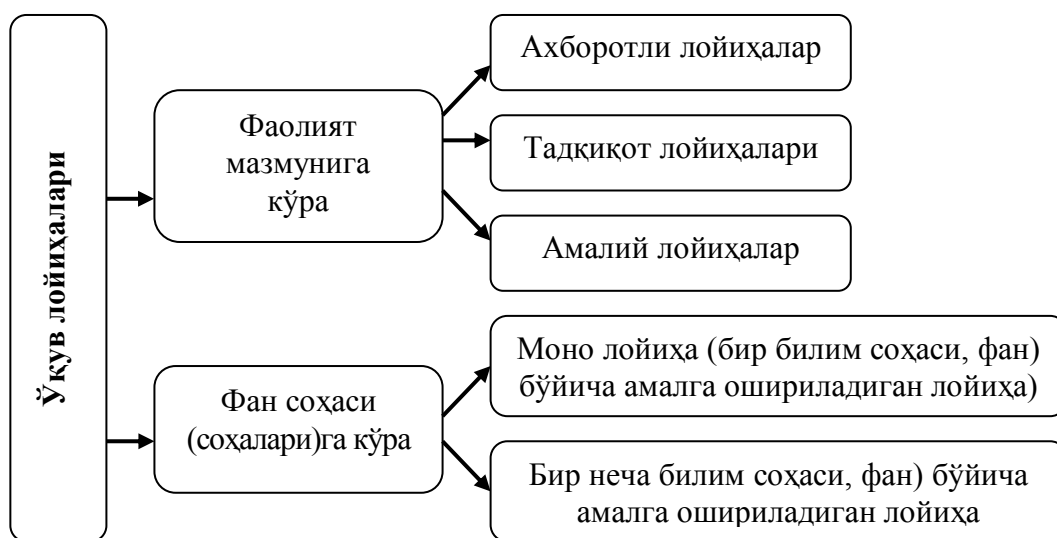 Ўқув лойиҳалари
Фаолият
мазмунига
кўра
Ахборотли лойиҳалар
Тадқиқот лойиҳалари
Амалий лойиҳалар
Фан соҳаси
(соҳалари)га кўра
Моно лойиҳа (бир билим соҳаси, фан)
бўйича амалга ошириладиган лойиҳа)
Бир неча билим соҳаси, фан) бўйича
амалга ошириладиган лойиҳа